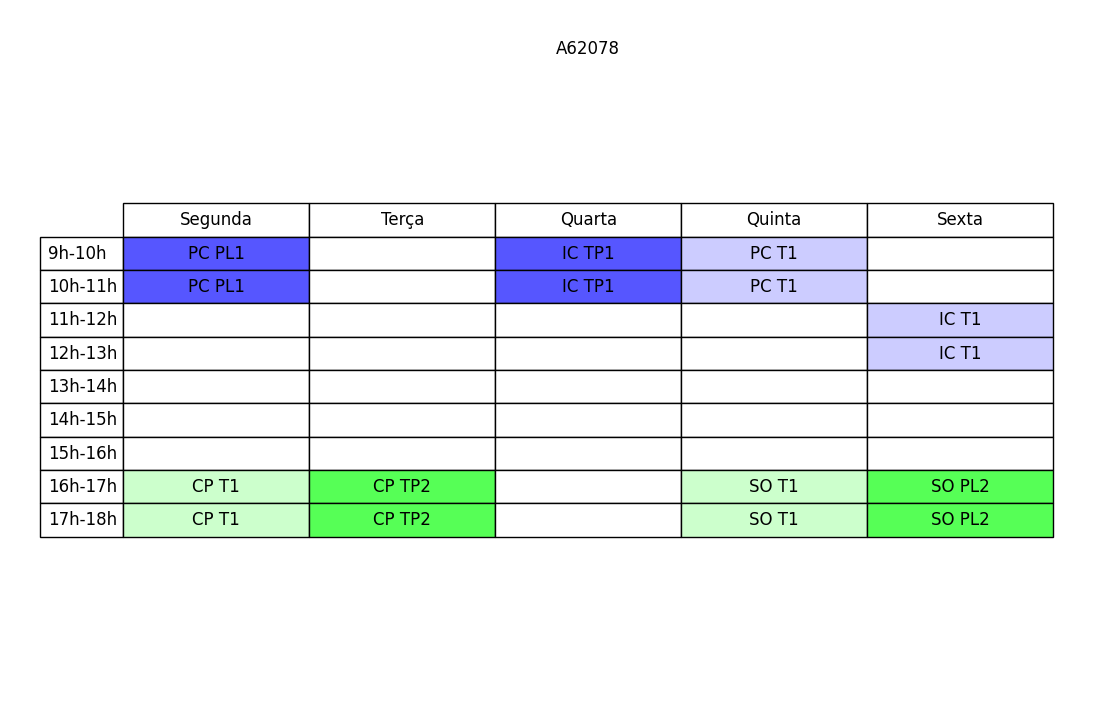 A62078
Segunda Terça Quarta Quinta Sexta
9h-10h PC PL1 IC TP1 PC T1
10h-11h PC PL1 IC TP1 PC T1
11h-12h IC T1
12h-13h IC T1
13h-14h
14h-15h
15h-16h
16h-17h CP T1 CP TP2 SO T1 SO PL2
17h-18h CP T1 CP TP2 SO T1 SO PL2